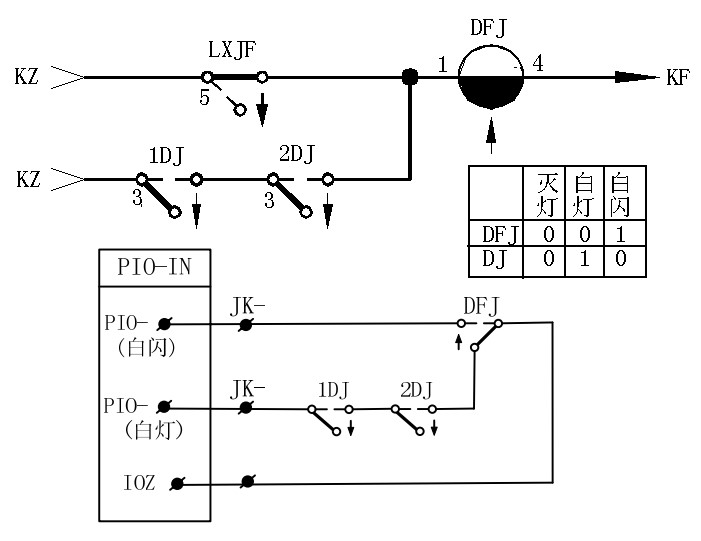 DFJ
LXJF
KZ
1
4
KF
5
1DJ
2DJ
KZ
3
3
灭灯 白灯 白闪
DFJ 0 0 1
DJ 0 1 0
PIO-IN
PIO-
(白闪)
JK-
DFJ
PIO-
(白灯)
JK-
1DJ
2DJ
IOZ